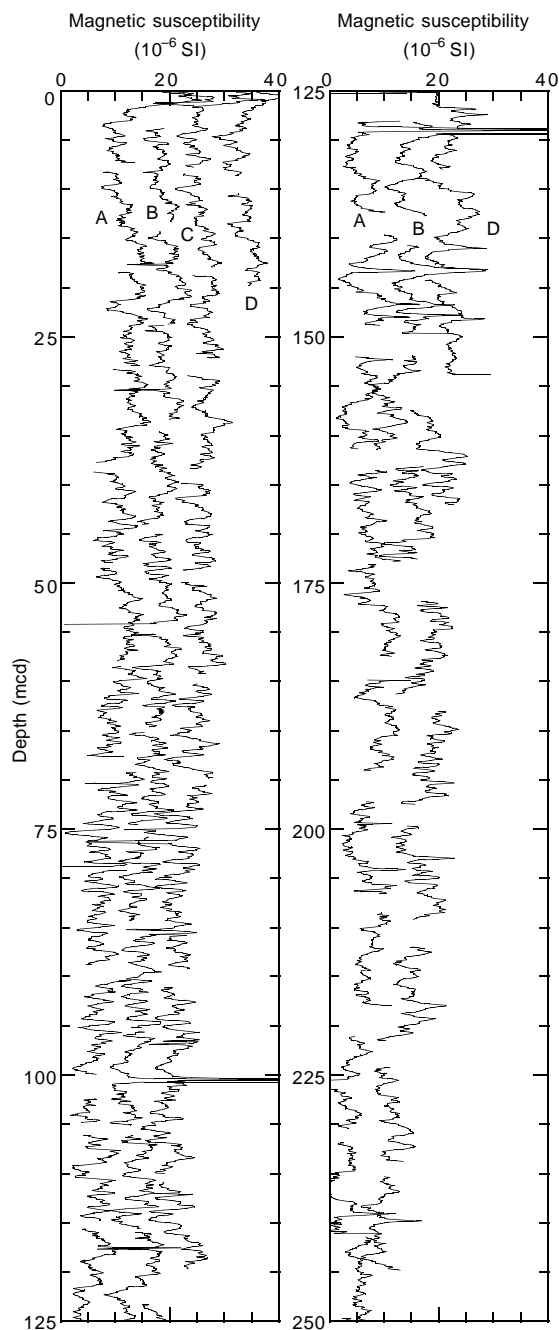 Magnetic susceptibility
(10⁻⁶ SI)
0 20 40
0
25
50
75
100
125
Depth (mcd)
A
B
C
D
Magnetic susceptibility
(10⁻⁶ SI)
0 20 40
125
150
175
200
225
250
A
B
D